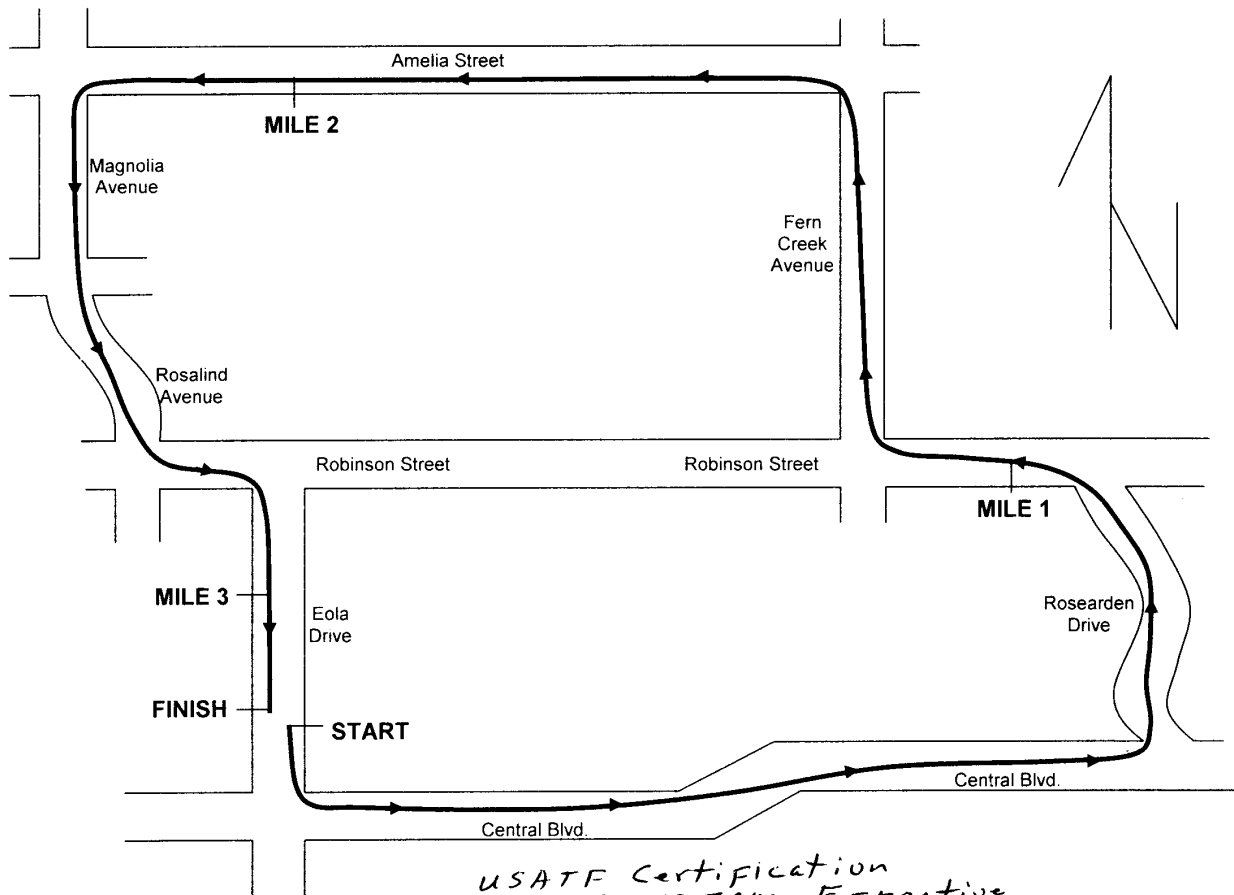 Amelia Street
MILE 2
Magnolia
Avenue
Fern
Creek
Avenue
Rosalind
Avenue
Robinson Street
Robinson Street
MILE 1
MILE 3
Eola
Drive
Rosearden
Drive
FINISH
START
Central Blvd.
Central Blvd.
USATF Certification
Effective